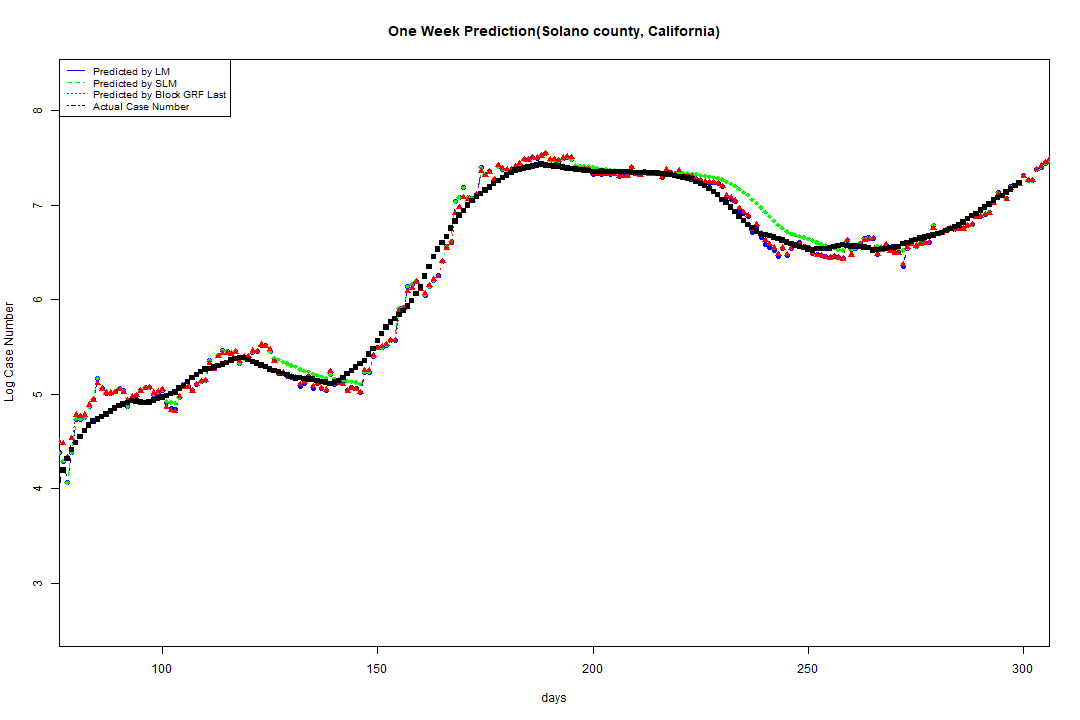 One Week Prediction(Solano county, California)
Predicted by LM
Predicted by SLM
Predicted by Block GRF Last
Actual Case Number
8
7
6
5
4
3
Log Case Number
100 150 200 250 300
days